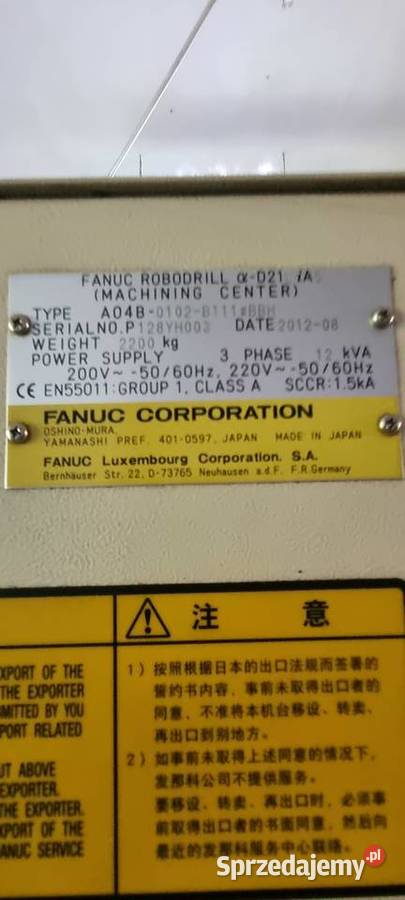 FANUC ROBODRILL α-D21 iA5
(MACHINING CENTER)
TYPE A04B-0102-B111#BBH
SERIAL NO. P128YH003 DATE 2012-08
WEIGHT 2200 kg
POWER SUPPLY 3 PHASE 12 kVA
200V~-50/60Hz, 220V~-50/60Hz
CE EN55011:GROUP 1, CLASS A SCCR:1.5kA
FANUC CORPORATION
OSHINO-MURA,
YAMANASHI PREF. 401-0597, JAPAN MADE IN JAPAN
FANUC Luxembourg Corporation. S.A.
Bernhäuser Str. 22, D-73765 Neuhausen a.d.F. F.R.Germany
XPORT OF THE
THE EXPORTER
MITTED BY YOU
PORT RELATED
UT ABOVE
EXPORTER.
THE EXPORTER.
XPORT OF THE
ANUC SERVICE
注 意
1) 按照根据日本的出口法规而签署的
誓约书内容，事前未取得出口者的
同意，不准将本机台移设、转卖、
再出口到别地方。
2) 如事前未取得上述同意的情况下，
发那科公司不提供服务。
要移设、转卖、再出口时，必须事
前取得出口者的书面同意，然后向
最近的发那科服务中心联络。
Sprzedajemy.pl